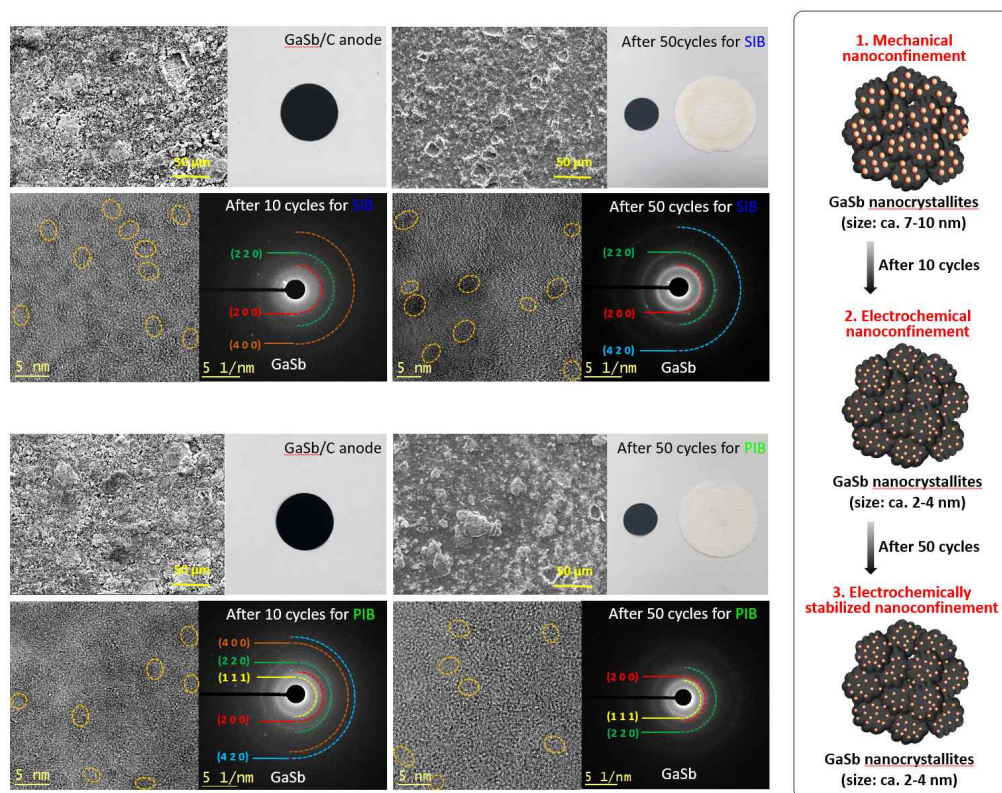 GaSb/C anode
50 μm
After 50cycles for SIB
After 10 cycles for SIB
(2 2 0)
(2 0 0)
(4 0 0)
5 nm
5 1/nm
GaSb
After 50 cycles for SIB
(2 2 0)
(2 0 0)
(4 2 0)
5 nm
5 1/nm
GaSb
GaSb/C anode
50 μm
After 50 cycles for PIB
50 μm
After 10 cycles for PIB
(4 0 0)
(2 2 0)
(1 1 1)
(2 0 0)
(4 2 0)
5 nm
5 1/nm
GaSb
After 50 cycles for PIB
(2 0 0)
(1 1 1)
(2 2 0)
5 nm
5 1/nm
GaSb
50 μm
1. Mechanical
nanoconfinement
GaSb nanocrystallites
(size: ca. 7-10 nm)
After 10 cycles
2. Electrochemical
nanoconfinement
GaSb nanocrystallites
(size: ca. 2-4 nm)
After 50 cycles
3. Electrochemically
stabilized nanoconfinement
GaSb nanocrystallites
(size: ca. 2-4 nm)